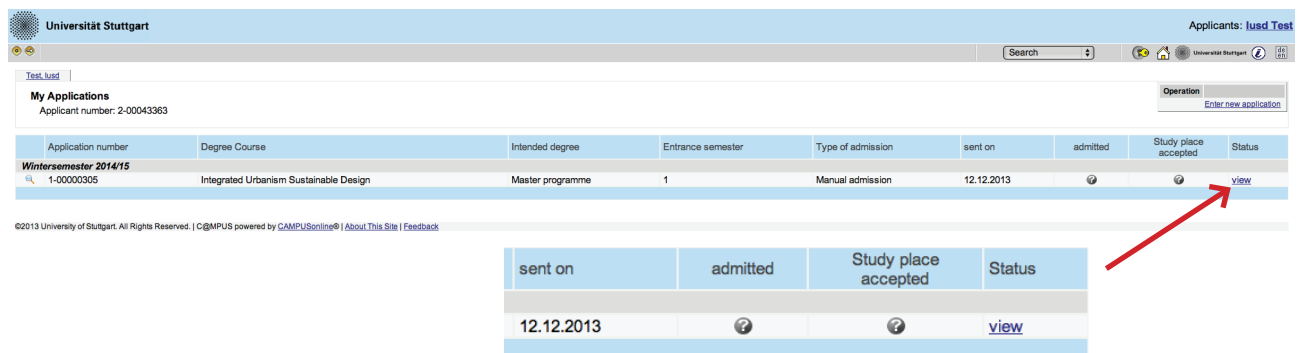 Universität Stuttgart
Applicants: Iusd Test
Search
Universität Stuttgart
de
en
Test, Iusd
My Applications
Applicant number: 2-00043363
Operation
Enter new application
Application number Degree Course Intended degree Entrance semester Type of admission sent on admitted Study place accepted Status
Wintersemester 2014/15
1-00000305 Integrated Urbanism Sustainable Design Master programme 1 Manual admission 12.12.2013 ? ? view
©2013 University of Stuttgart. All Rights Reserved. | C@MPUS powered by CAMPUSonline® | About This Site | Feedback
sent on admitted Study place accepted Status
12.12.2013 ? ? view